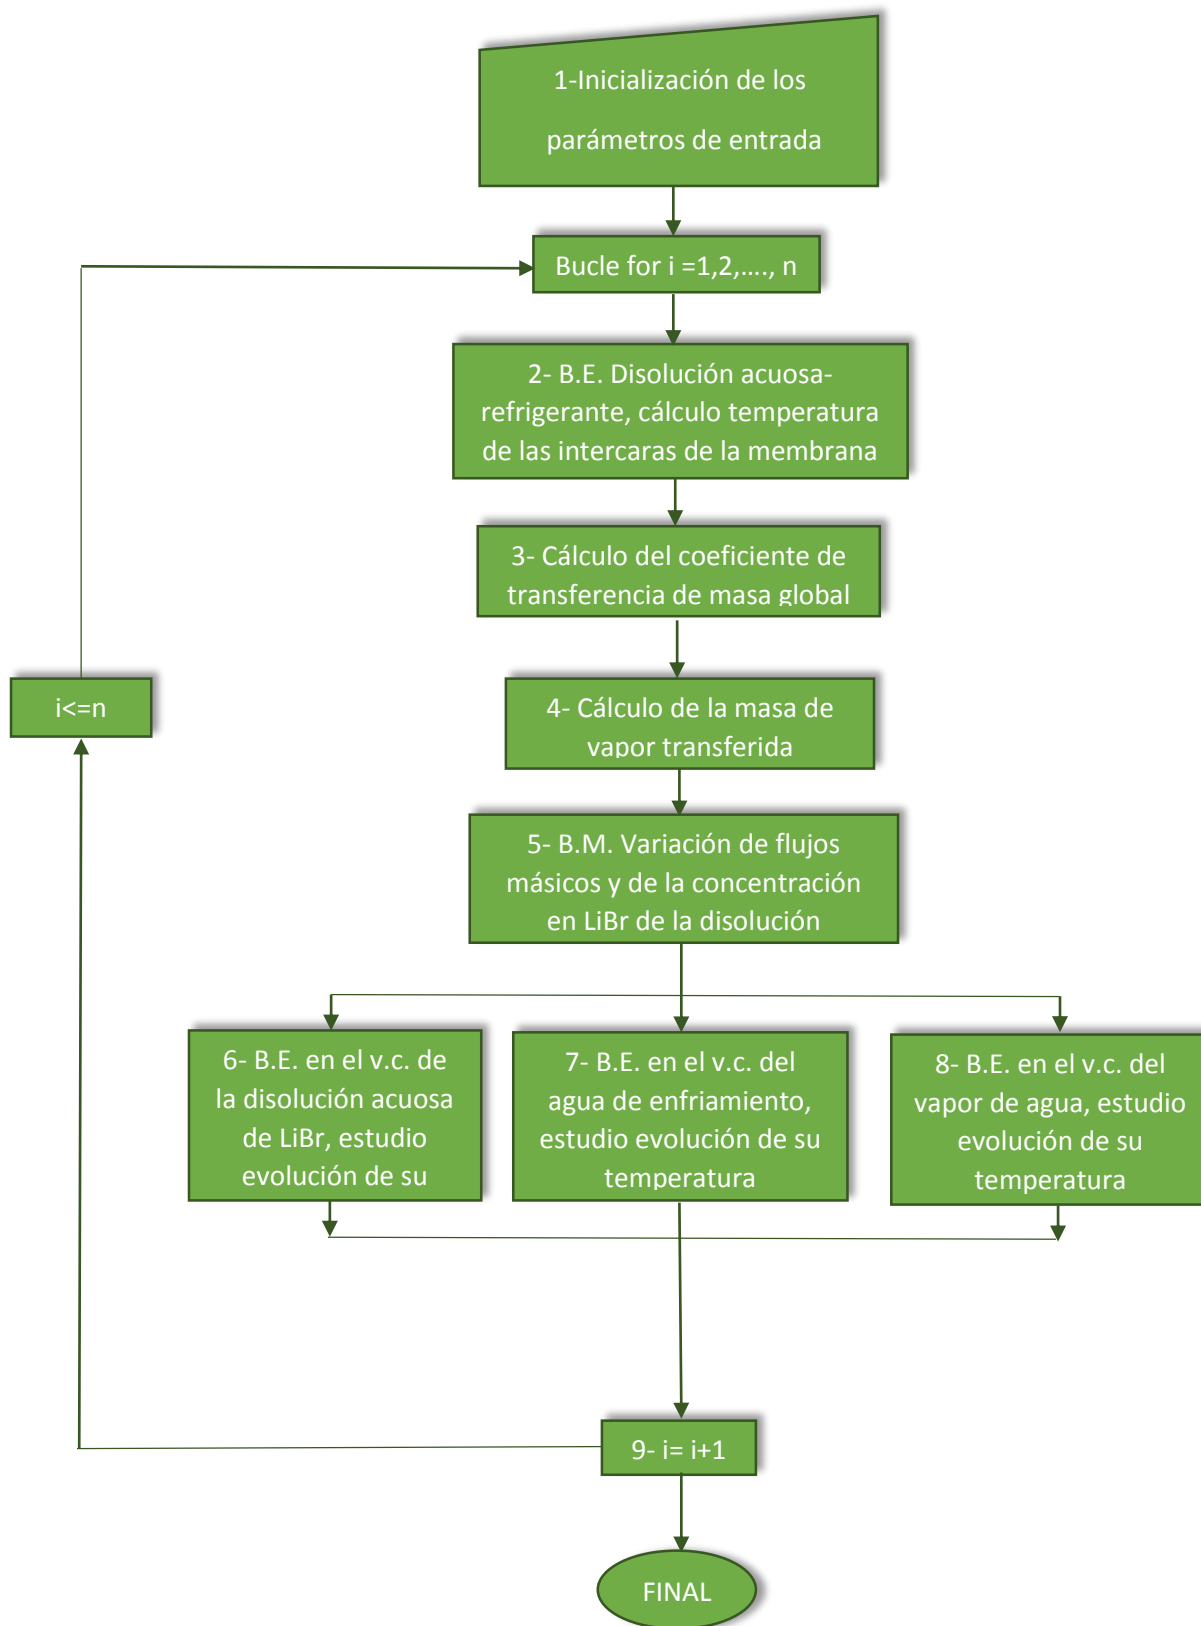 1-Inicialización de los
parámetros de entrada
Bucle for i =1,2,...., n
2- B.E. Disolución acuosa-
refrigerante, cálculo temperatura
de las intercaras de la membrana
3- Cálculo del coeficiente de
transferencia de masa global
i<=n
4- Cálculo de la masa de
vapor transferida
5- B.M. Variación de flujos
másicos y de la concentración
en LiBr de la disolución
6- B.E. en el v.c. de
la disolución acuosa
de LiBr, estudio
evolución de su
7- B.E. en el v.c. del
agua de enfriamiento,
estudio evolución de su
temperatura
8- B.E. en el v.c. del
vapor de agua, estudio
evolución de su
temperatura
9- i= i+1
FINAL